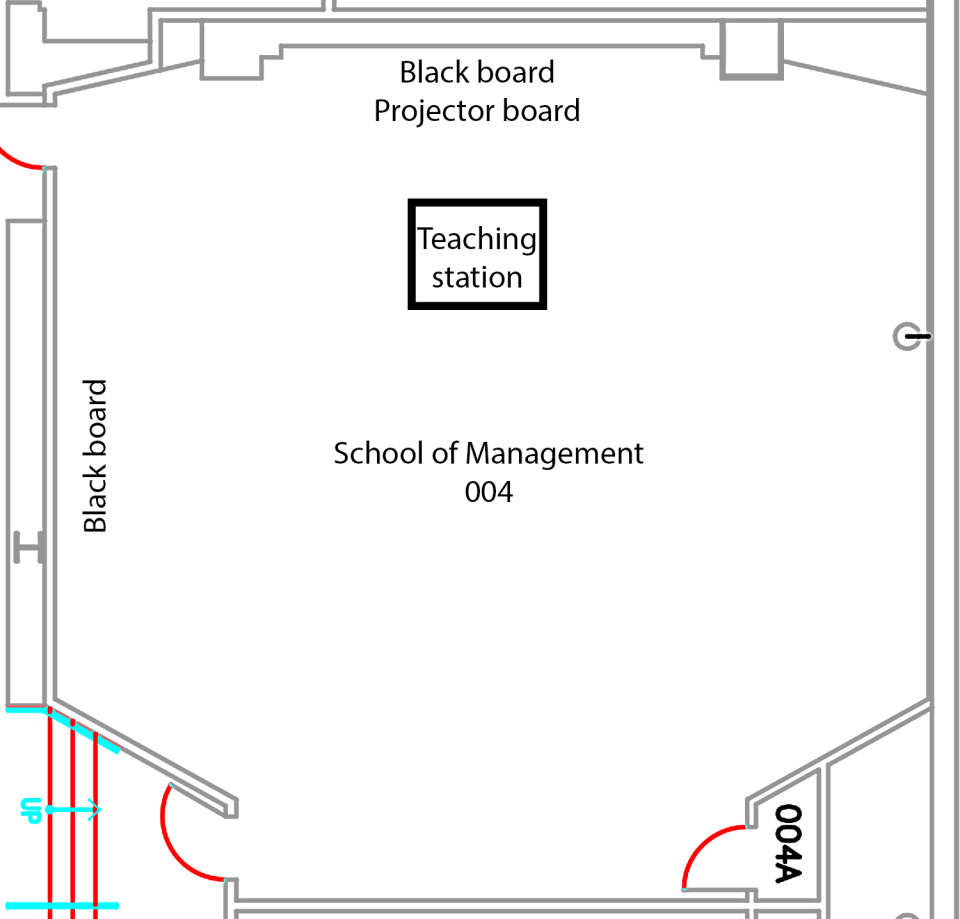 Black board
Projector board
Teaching
station
Black board
School of Management
004
UP
004A